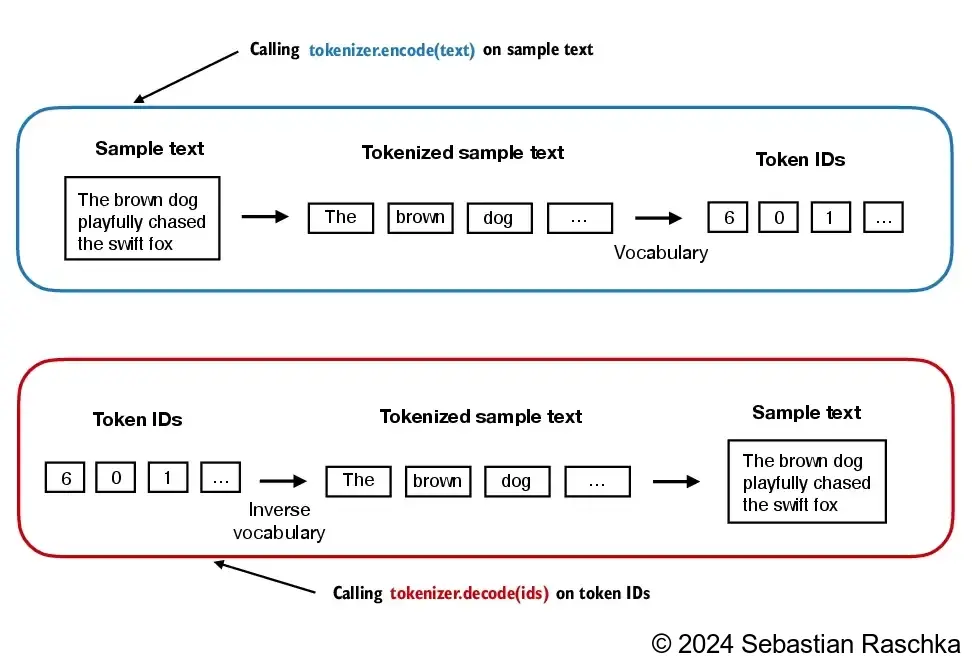 Calling tokenizer.encode(text) on sample text
Sample text
Tokenized sample text
Token IDs
The brown dog
playfully chased
the swift fox
The brown dog ...
6 0 1 ...
Vocabulary
Token IDs
Tokenized sample text
Sample text
6 0 1 ...
Inverse
vocabulary
The brown dog ...
The brown dog
playfully chased
the swift fox
Calling tokenizer.decode(ids) on token IDs
© 2024 Sebastian Raschka